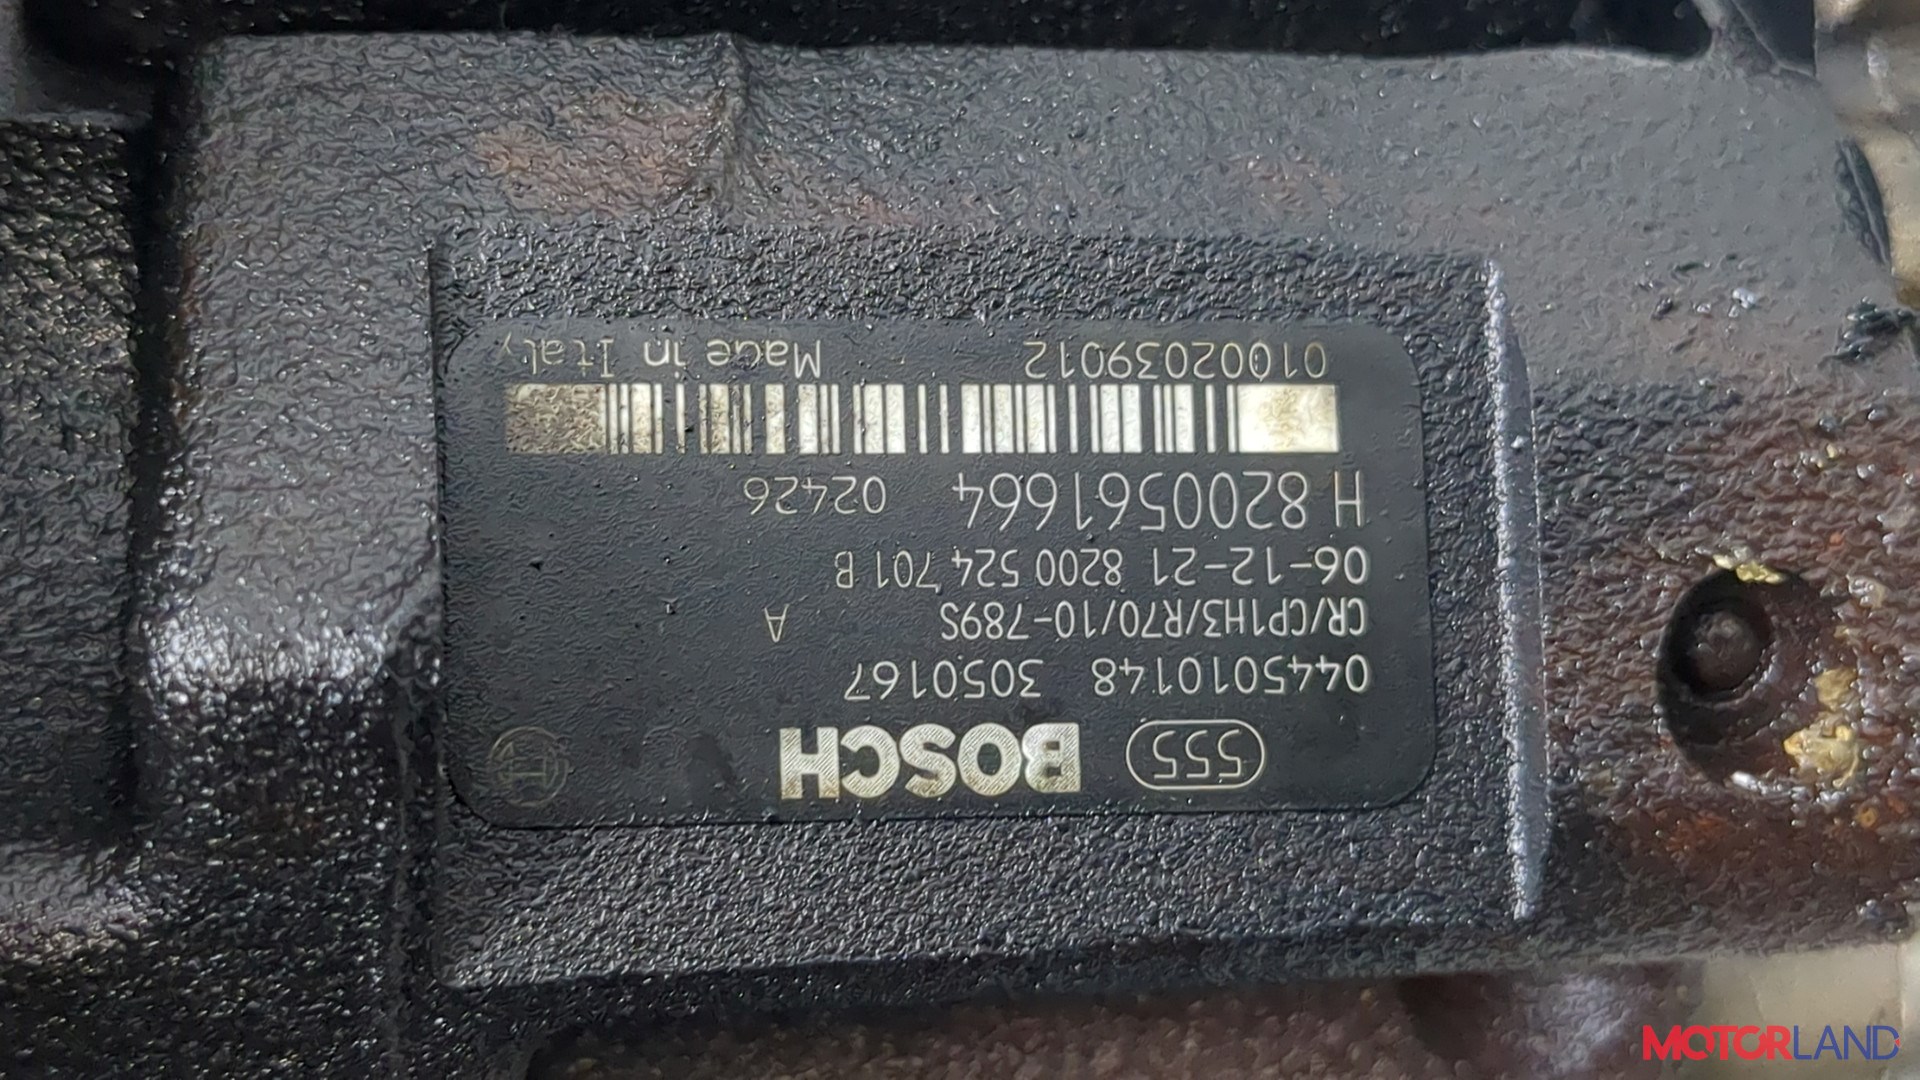 555 BOSCH
0445010148 3050167
CR/CP1H3/R70/10-789S A
06-12-21 8200 524 701 B
H 8200561664 02426
01002039012 Made in Italy
MOTORLAND